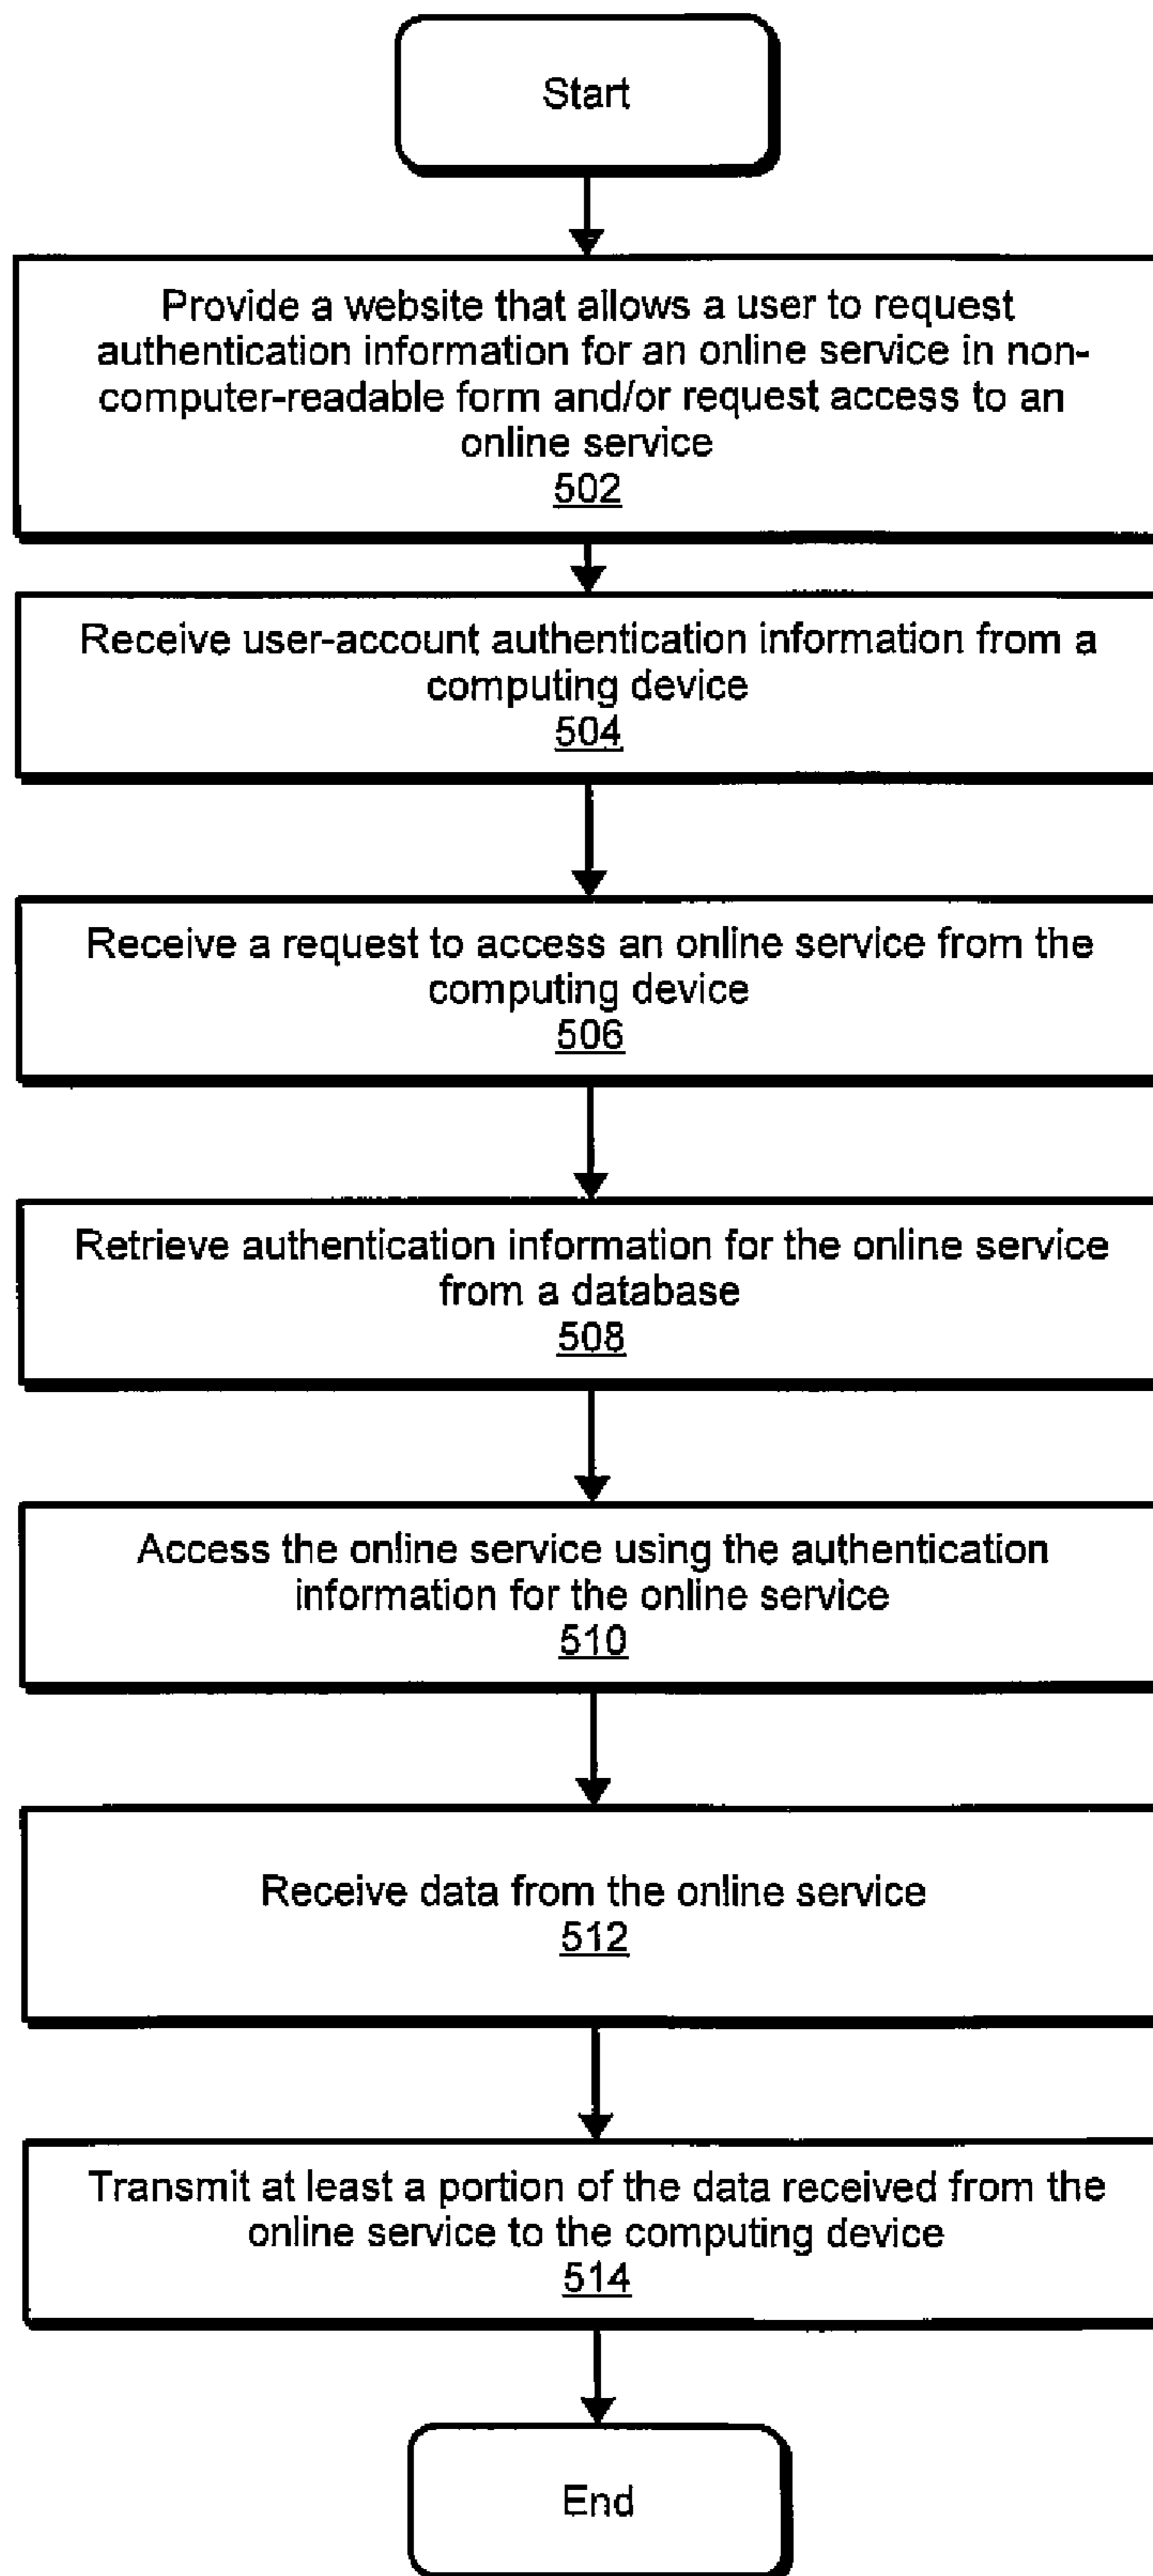 Start
Provide a website that allows a user to request
authentication information for an online service in non-
computer-readable form and/or request access to an
online service
502
Receive user-account authentication information from a
computing device
504
Receive a request to access an online service from the
computing device
506
Retrieve authentication information for the online service
from a database
508
Access the online service using the authentication
information for the online service
510
Receive data from the online service
512
Transmit at least a portion of the data received from the
online service to the computing device
514
End